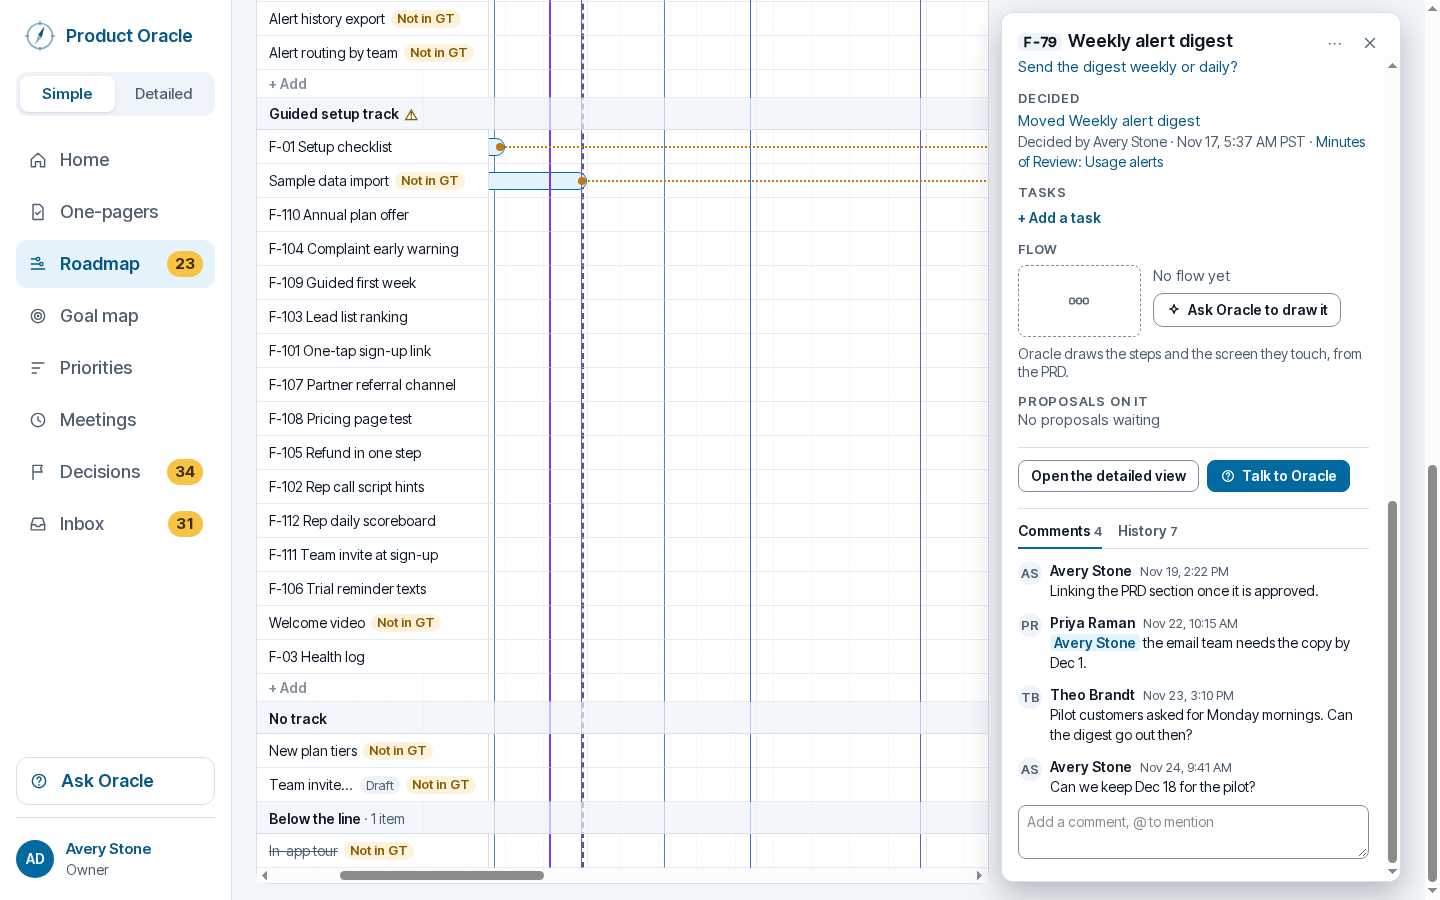 Product Oracle
Simple
Detailed
Home
One-pagers
Roadmap 23
Goal map
Priorities
Meetings
Decisions 34
Inbox 31
Ask Oracle
AD
Avery Stone
Owner
Alert history export Not in GT
Alert routing by team Not in GT
+ Add
Guided setup track
F-01 Setup checklist
Sample data import Not in GT
F-110 Annual plan offer
F-104 Complaint early warning
F-109 Guided first week
F-103 Lead list ranking
F-101 One-tap sign-up link
F-107 Partner referral channel
F-108 Pricing page test
F-105 Refund in one step
F-102 Rep call script hints
F-112 Rep daily scoreboard
F-111 Team invite at sign-up
F-106 Trial reminder texts
Welcome video Not in GT
F-03 Health log
+ Add
No track
New plan tiers Not in GT
Team invite... Draft Not in GT
Below the line · 1 item
In-app tour Not in GT
F-79 Weekly alert digest
Send the digest weekly or daily?
DECIDED
Moved Weekly alert digest
Decided by Avery Stone · Nov 17, 5:37 AM PST · Minutes
of Review: Usage alerts
TASKS
+ Add a task
FLOW
No flow yet
Ask Oracle to draw it
Oracle draws the steps and the screen they touch, from
the PRD.
PROPOSALS ON IT
No proposals waiting
Open the detailed view
Talk to Oracle
Comments 4
History 7
AS Avery Stone Nov 19, 2:22 PM
Linking the PRD section once it is approved.
PR Priya Raman Nov 22, 10:15 AM
Avery Stone the email team needs the copy by
Dec 1.
TB Theo Brandt Nov 23, 3:10 PM
Pilot customers asked for Monday mornings. Can
the digest go out then?
AS Avery Stone Nov 24, 9:41 AM
Can we keep Dec 18 for the pilot?
Add a comment, @ to mention